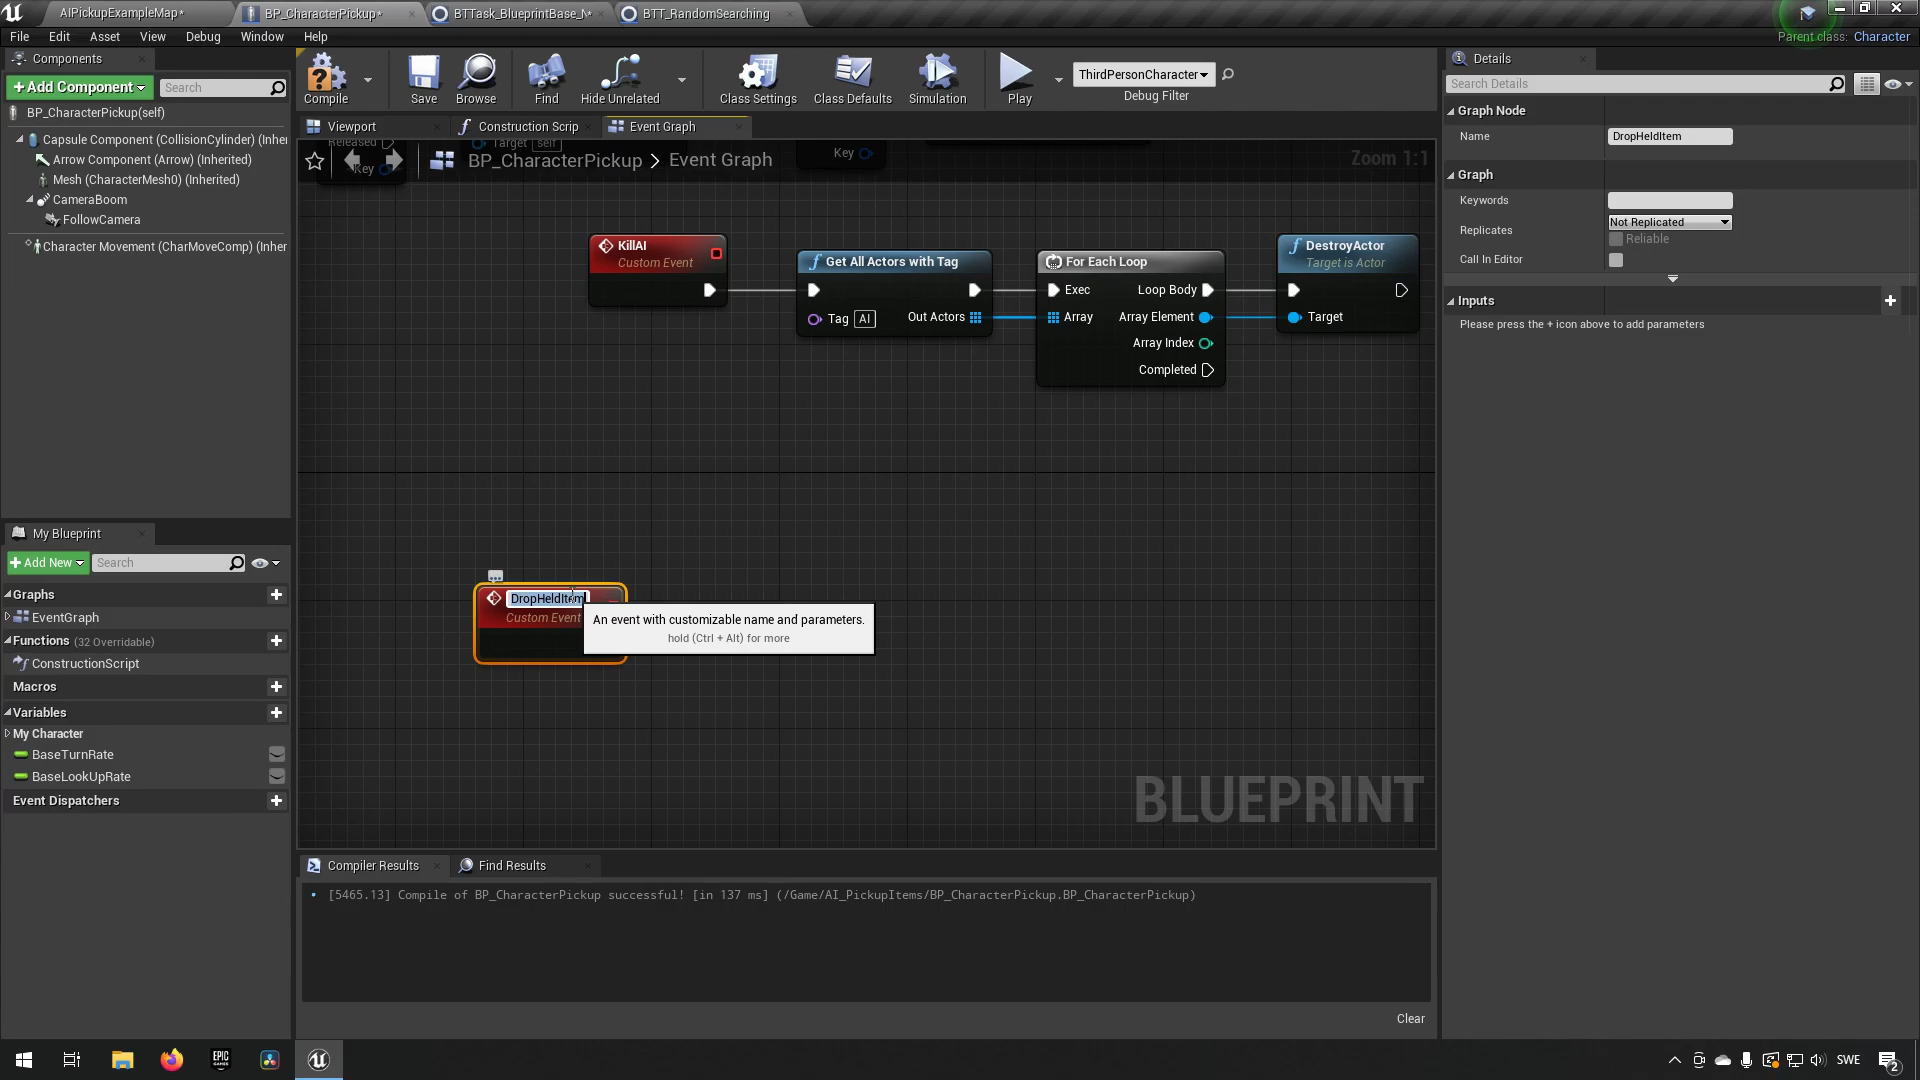 AIPickupExampleMap*
BP_CharacterPickup*
BTTask_BlueprintBase_N*
BTT_RandomSearching
File Edit Asset View Debug Window Help
Parent class: Character
Components
+Add Component
Search
BP_CharacterPickup(self)
Capsule Component (CollisionCylinder) (Inhe
Arrow Component (Arrow) (Inherited)
Mesh (CharacterMesh0) (Inherited)
CameraBoom
FollowCamera
Character Movement (CharMoveComp) (Inher
Compile
Save
Browse
Find
Hide Unrelated
Class Settings
Class Defaults
Simulation
Play
ThirdPersonCharacter
Debug Filter
Viewport
Construction Scrip
Event Graph
Released
Target self
Key
Key
BP_CharacterPickup > Event Graph
Zoom 1:1
KillAI
Custom Event
Get All Actors with Tag
Tag AI
Out Actors
For Each Loop
Exec
Loop Body
Array
Array Element
Array Index
Completed
DestroyActor
Target is Actor
Target
DropHeldItem
Custom Event
An event with customizable name and parameters.
hold (Ctrl + Alt) for more
BLUEPRINT
My Blueprint
+Add New
Search
Graphs
EventGraph
Functions (32 Overridable)
ConstructionScript
Macros
Variables
My Character
BaseTurnRate
BaseLookUpRate
Event Dispatchers
Compiler Results
Find Results
[5465.13] Compile of BP_CharacterPickup successful! [in 137 ms] (/Game/AI_PickupItems/BP_CharacterPickup.BP_CharacterPickup)
Clear
Details
Search Details
Graph Node
Name
DropHeldItem
Graph
Keywords
Replicates
Not Replicated
Reliable
Call In Editor
Inputs
Please press the + icon above to add parameters
EPIC
GAMES
SWE
2